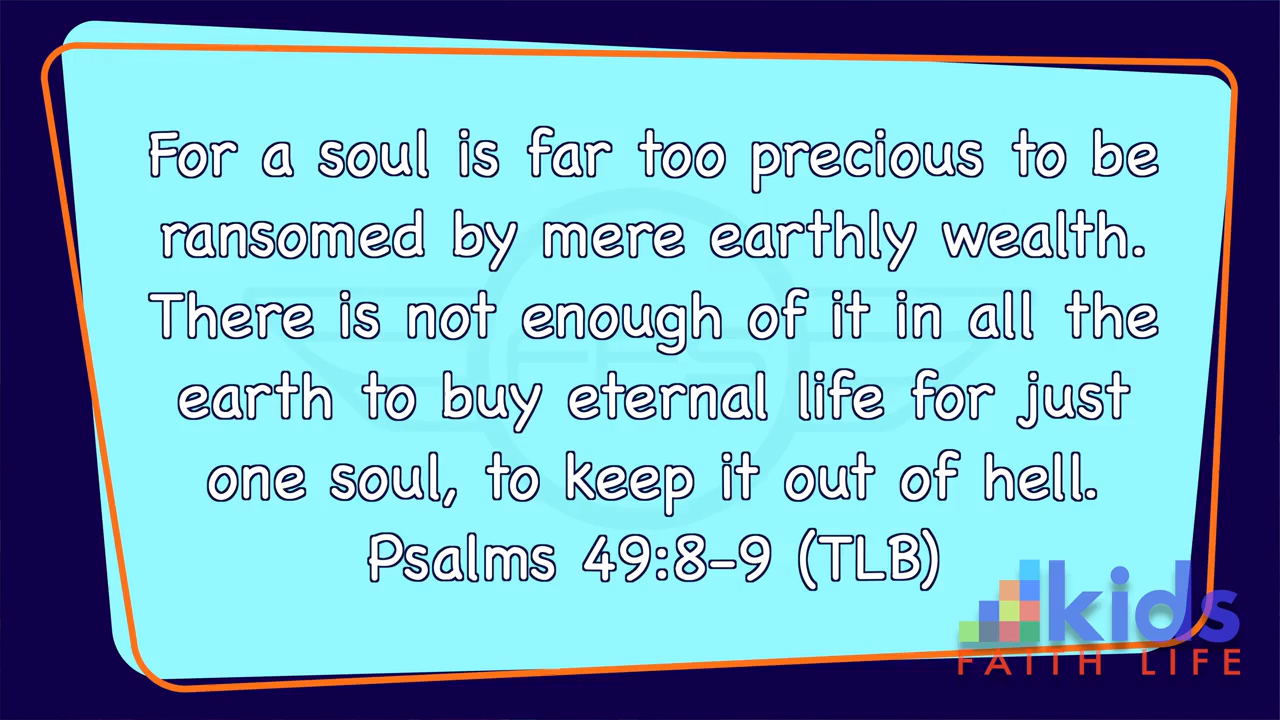 For a soul is far too precious to be
ransomed by mere earthly wealth.
There is not enough of it in all the
earth to buy eternal life for just
one soul, to keep it out of hell.
Psalms 49:8-9 (TLB)
kids
FAITH LIFE